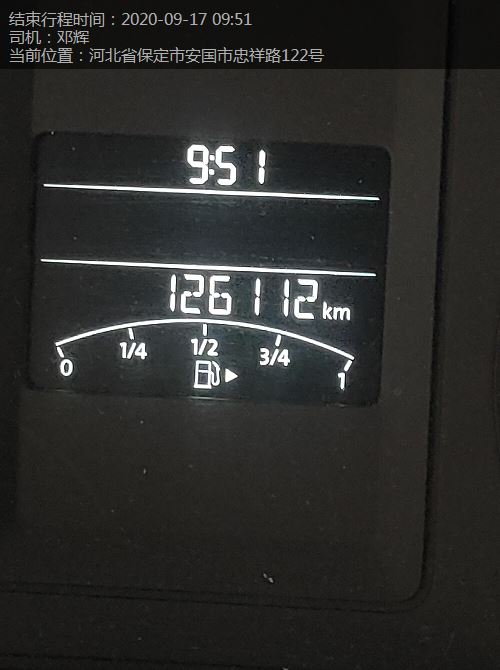 结束行程时间：2020-09-17 09:51
司机：邓辉
当前位置：河北省保定市安国市忠祥路122号
9:51
126112 km
0 1/4 1/2 3/4 1